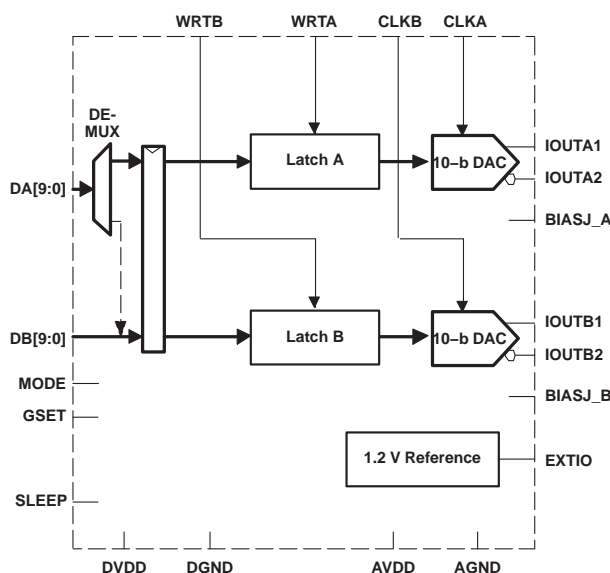 WRTB WRTA CLKB CLKA
DE-
MUX
Latch A
10–b DAC
IOUTA1
IOUTA2
DA[9:0]
BIASJ_A
DB[9:0]
Latch B
10–b DAC
IOUTB1
IOUTB2
MODE
GSET
BIASJ_B
1.2 V Reference
EXTIO
SLEEP
DVDD DGND AVDD AGND